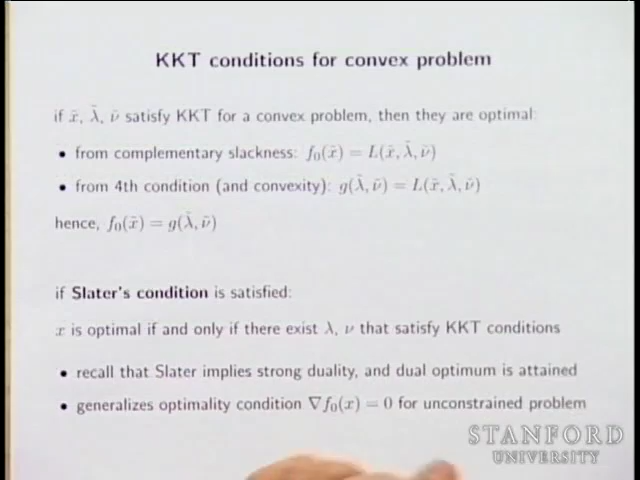 KKT conditions for convex problem
if x̃, λ̃, ν̃ satisfy KKT for a convex problem, then they are optimal:
• from complementary slackness: f₀(x̃) = L(x̃, λ̃, ν̃)
• from 4th condition (and convexity): g(λ̃, ν̃) = L(x̃, λ̃, ν̃)
hence, f₀(x̃) = g(λ̃, ν̃)
if Slater's condition is satisfied:
x is optimal if and only if there exist λ, ν that satisfy KKT conditions
• recall that Slater implies strong duality, and dual optimum is attained
• generalizes optimality condition ∇f₀(x) = 0 for unconstrained problem
STANFORD
UNIVERSITY